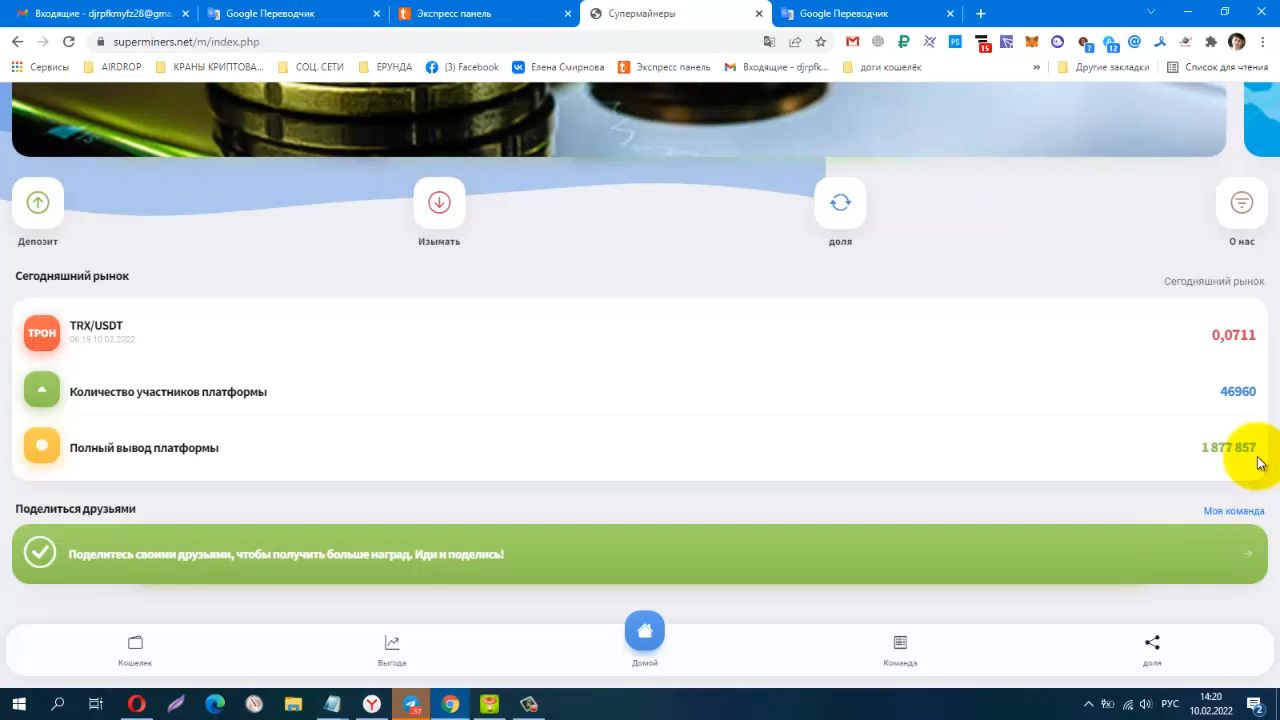 Входящие - djrpfkmyfz28@gma
Google Переводчик
Экспресс панель
Супермайнеры
Google Переводчик
superminers.net/m/index.php
15
7
12
Сервисы
AIRDROP
КРАНЫ КРИПТОВА...
СОЦ. СЕТИ
ЕРУНДА
(3) Facebook
Елена Смирнова
Экспресс панель
Входящие - djrpfk...
доги кошелёк
»
Другие закладки
Список для чтения
Депозит
Изымать
доля
О нас
Сегодняшний рынок
Сегодняшний рынок
ТРОН
TRX/USDT
0,0711
06:19 10.02.2022
Количество участников платформы
46960
Полный вывод платформы
1 877 857
Поделиться друзьями
Моя команда
Поделитесь своими друзьями, чтобы получить больше наград. Иди и поделись!
Кошелек
Выгода
Домой
Команда
доля
РУС
14:20
10.02.2022
2